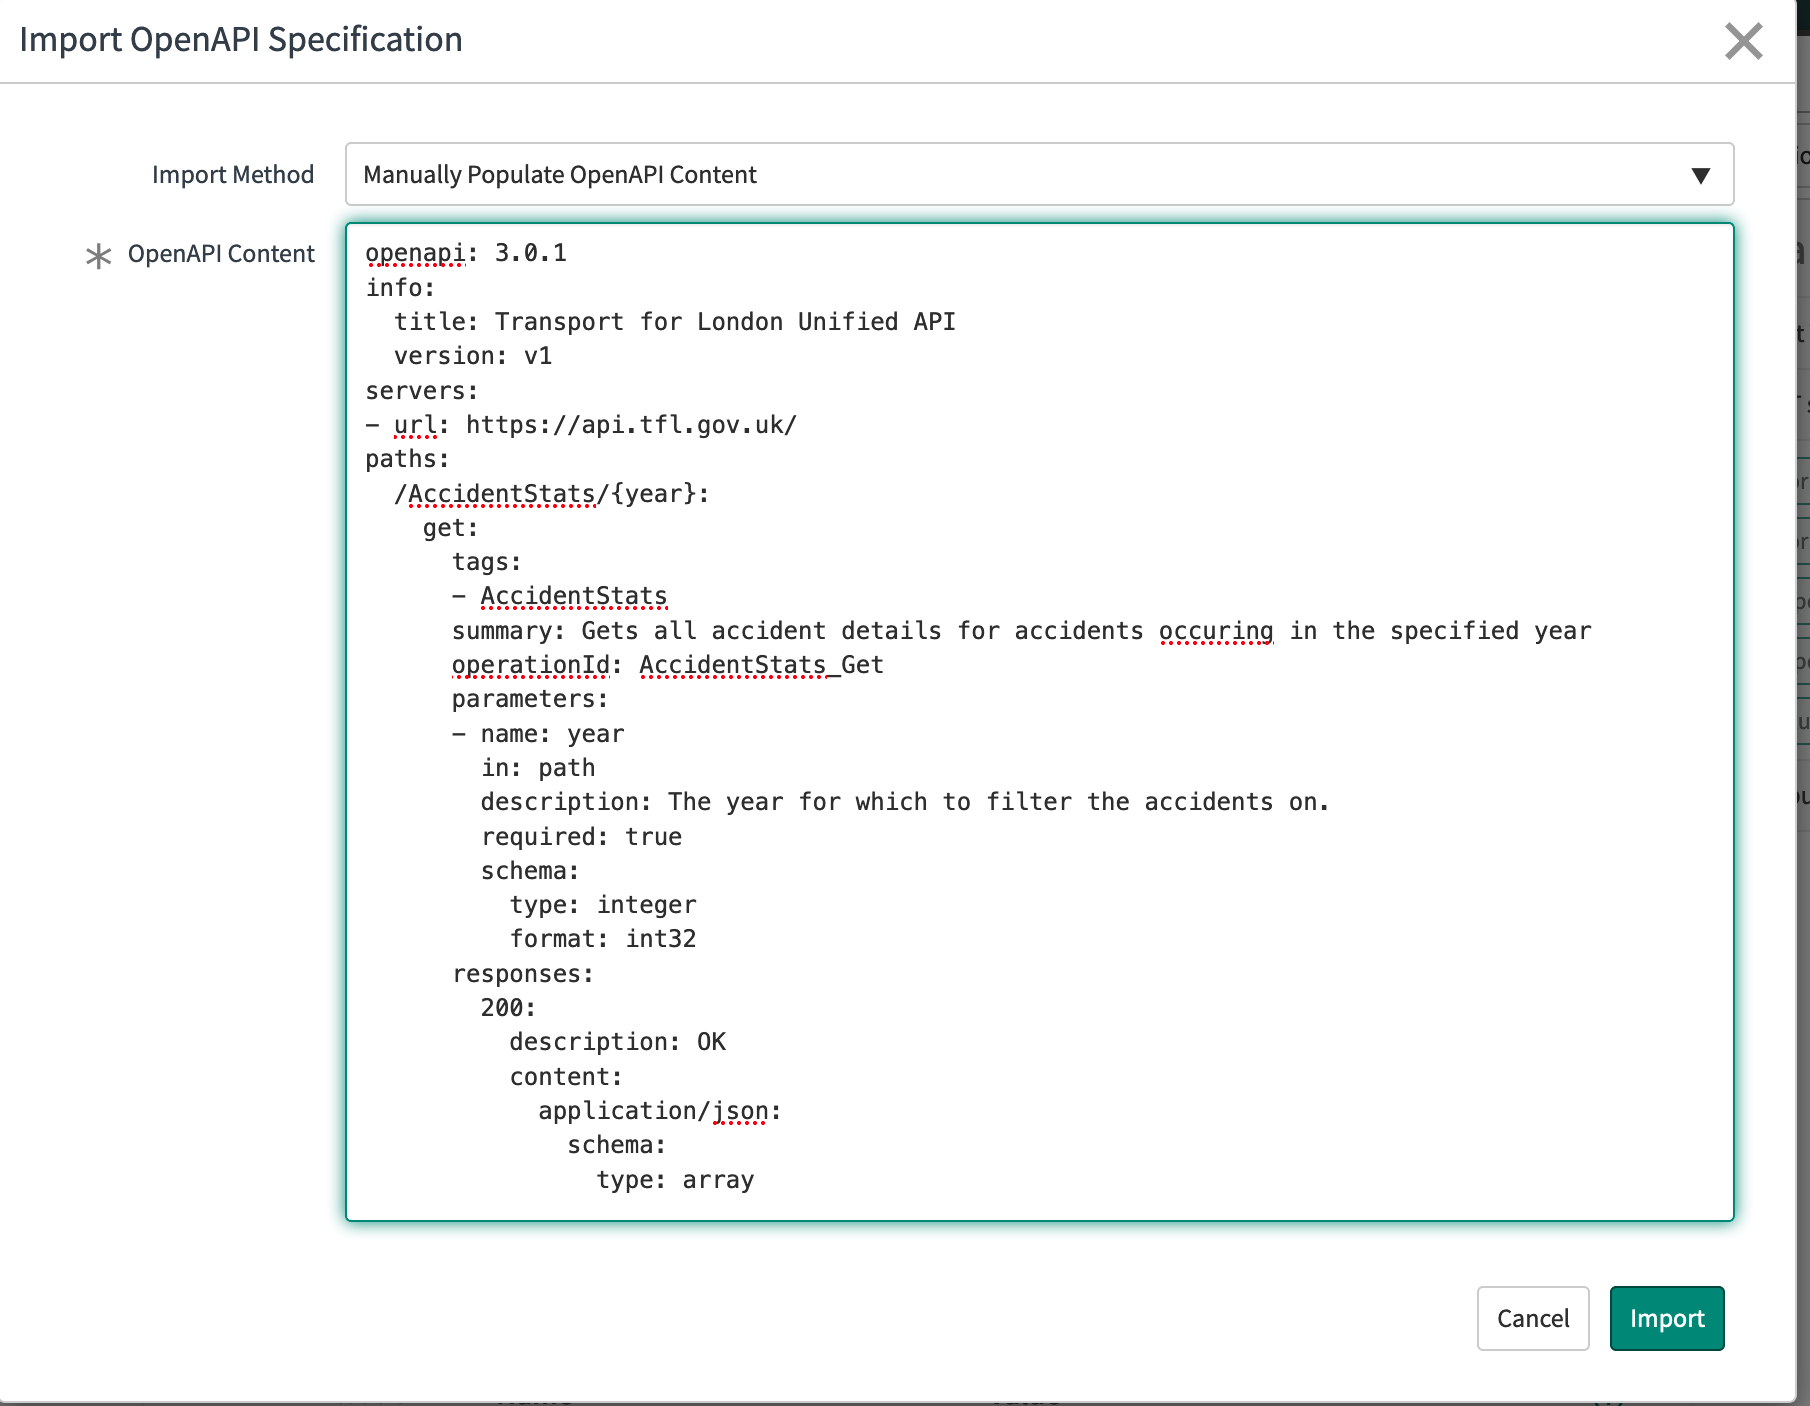 Import OpenAPI Specification
Import Method
Manually Populate OpenAPI Content
OpenAPI Content
openapi: 3.0.1
info:
  title: Transport for London Unified API
  version: v1
servers:
- url: https://api.tfl.gov.uk/
paths:
  /AccidentStats/{year}:
    get:
      tags:
      - AccidentStats
      summary: Gets all accident details for accidents occuring in the specified year
      operationId: AccidentStats_Get
      parameters:
      - name: year
        in: path
        description: The year for which to filter the accidents on.
        required: true
        schema:
          type: integer
          format: int32
      responses:
        200:
          description: OK
          content:
            application/json:
              schema:
                type: array
Cancel
Import